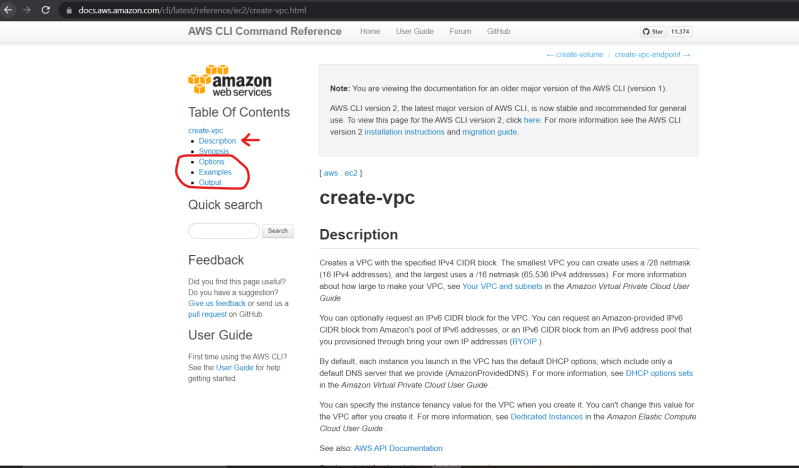 docs.aws.amazon.com/cli/latest/reference/ec2/create-vpc.html
AWS CLI Command Reference Home User Guide Forum GitHub Star 11,374
← create-volume / create-vpc-endpoint →
amazon
web services
Table Of Contents
create-vpc
Description
Synopsis
Options
Examples
Output
Quick search
Search
Feedback
Did you find this page useful?
Do you have a suggestion?
Give us feedback or send us a
pull request on GitHub.
User Guide
First time using the AWS CLI?
See the User Guide for help
getting started.
Note: You are viewing the documentation for an older major version of the AWS CLI (version 1).
AWS CLI version 2, the latest major version of AWS CLI, is now stable and recommended for general
use. To view this page for the AWS CLI version 2, click here. For more information see the AWS CLI
version 2 installation instructions and migration guide.
[ aws . ec2 ]
create-vpc
Description
Creates a VPC with the specified IPv4 CIDR block. The smallest VPC you can create uses a /28 netmask
(16 IPv4 addresses), and the largest uses a /16 netmask (65,536 IPv4 addresses). For more information
about how large to make your VPC, see Your VPC and subnets in the Amazon Virtual Private Cloud User
Guide .
You can optionally request an IPv6 CIDR block for the VPC. You can request an Amazon-provided IPv6
CIDR block from Amazon's pool of IPv6 addresses, or an IPv6 CIDR block from an IPv6 address pool that
you provisioned through bring your own IP addresses (BYOIP ).
By default, each instance you launch in the VPC has the default DHCP options, which include only a
default DNS server that we provide (AmazonProvidedDNS). For more information, see DHCP options sets
in the Amazon Virtual Private Cloud User Guide .
You can specify the instance tenancy value for the VPC when you create it. You can't change this value for
the VPC after you create it. For more information, see Dedicated Instances in the Amazon Elastic Compute
Cloud User Guide .
See also: AWS API Documentation